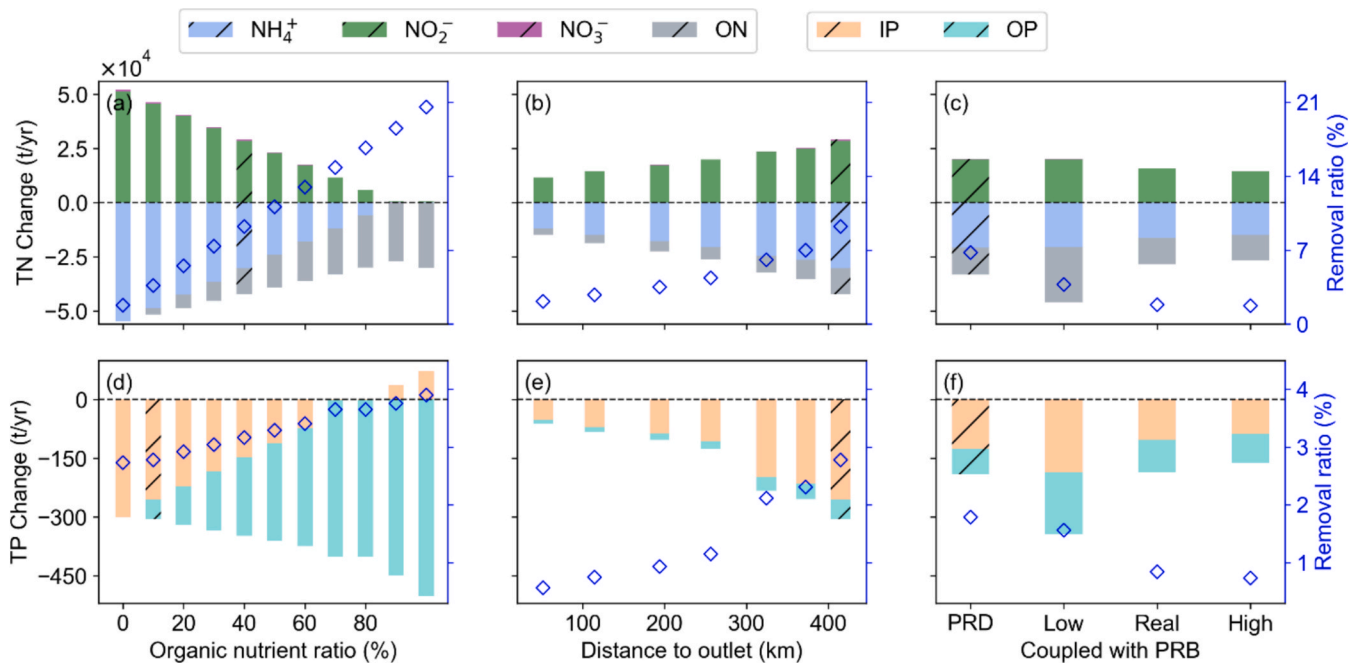 NH₄⁺ NO₂⁻ NO₃⁻ ON IP OP
×10⁴
(a) (b) (c)
5.0 21
2.5 14
0.0
−2.5 7
−5.0 0
TN Change (t/yr)
Removal ratio (%)
(d) (e) (f)
0 4
−150 3
−300 2
−450 1
TP Change (t/yr)
Removal ratio (%)
0 20 40 60 80 100 200 300 400 PRD Low Real High
Organic nutrient ratio (%) Distance to outlet (km) Coupled with PRB